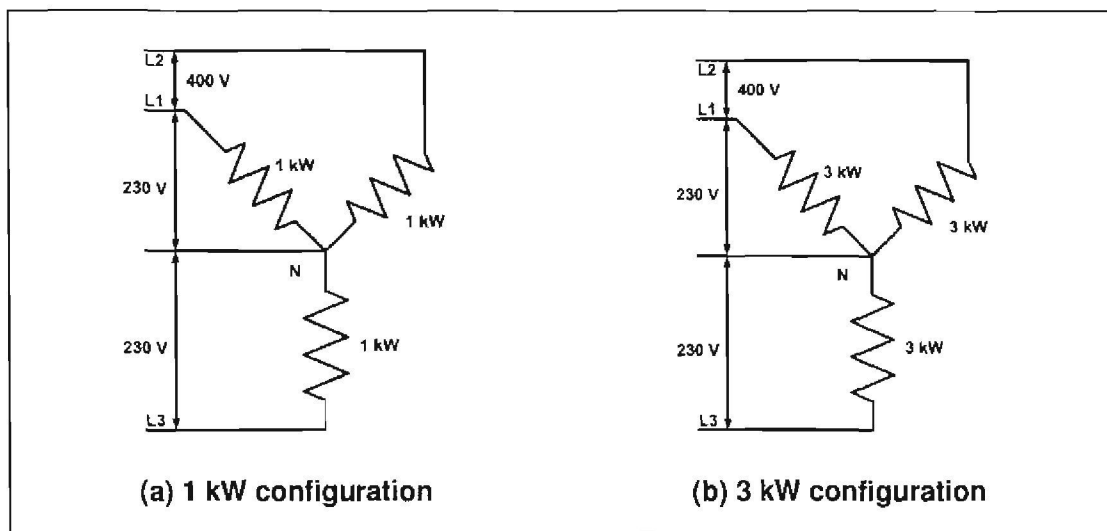 L2
400 V
L1
1 kW
230 V
1 kW
N
230 V
1 kW
L3
(a) 1 kW configuration
L2
400 V
L1
3 kW
230 V
3 kW
N
230 V
3 kW
L3
(b) 3 kW configuration